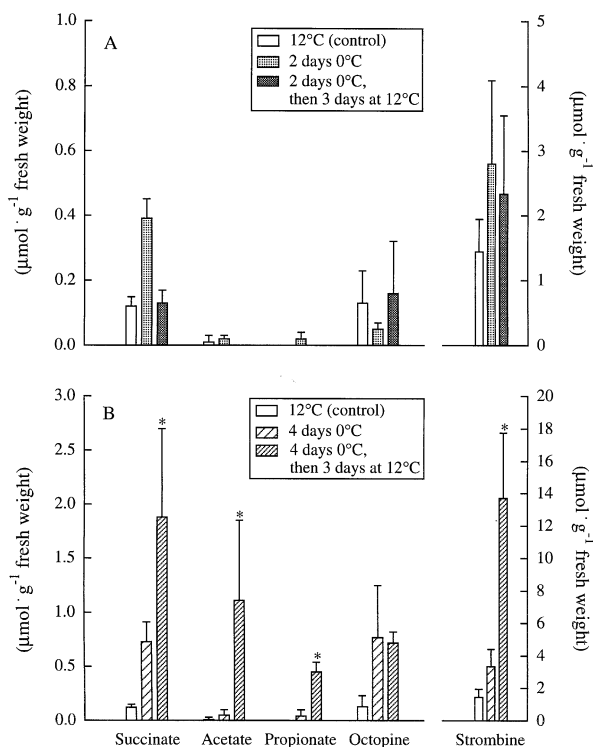 A
12°C (control)
2 days 0°C
2 days 0°C,
then 3 days at 12°C
(μmol· g⁻¹ fresh weight)
1.0
0.8
0.6
0.4
0.2
0.0
5
4
3
2
1
0
(μmol· g⁻¹ fresh weight)
B
12°C (control)
4 days 0°C
4 days 0°C,
then 3 days at 12°C
(μmol· g⁻¹ fresh weight)
3.0
2.5
2.0
1.5
1.0
0.5
0.0
*
*
*
*
20
18
16
14
12
10
8
6
4
2
0
(μmol· g⁻¹ fresh weight)
Succinate Acetate Propionate Octopine Strombine